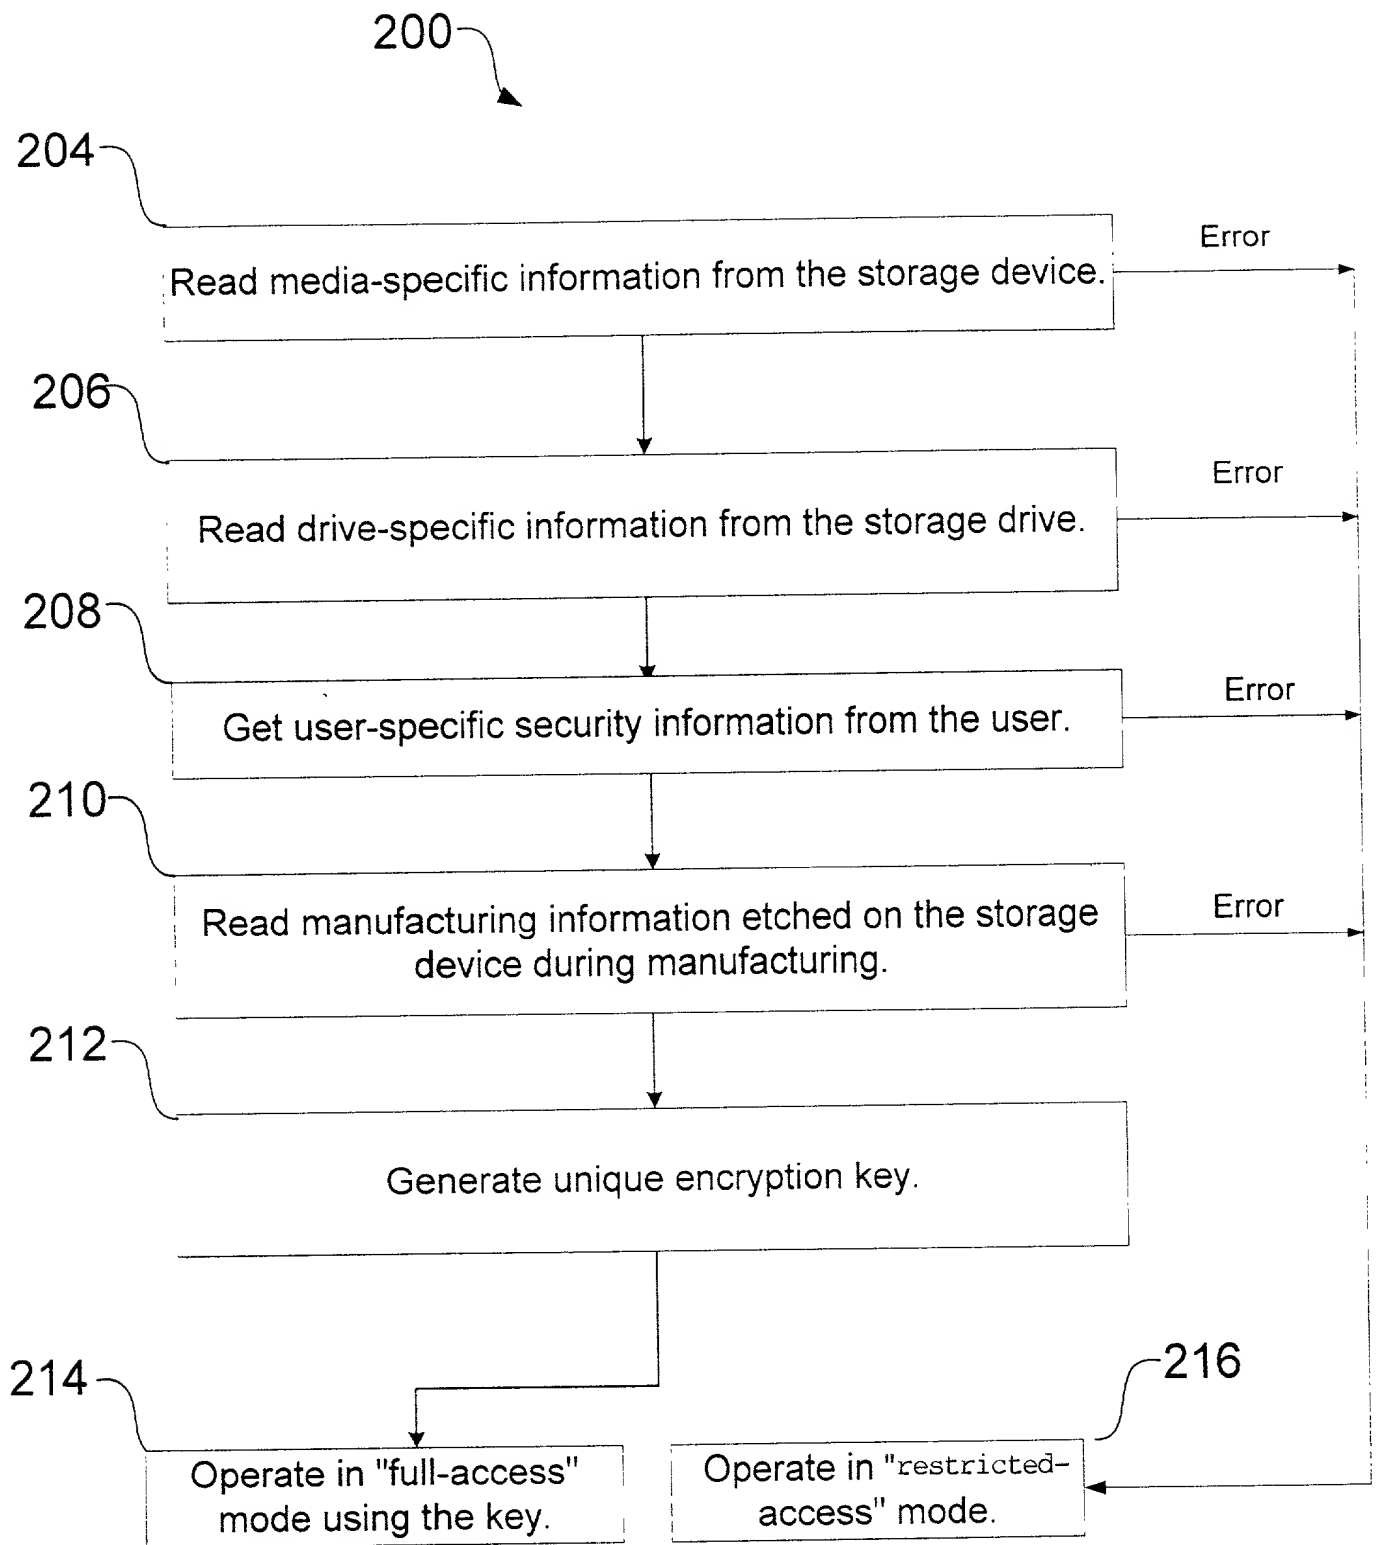 200
204
Read media-specific information from the storage device.
Error
206
Read drive-specific information from the storage drive.
Error
208
Get user-specific security information from the user.
Error
210
Read manufacturing information etched on the storage
device during manufacturing.
Error
212
Generate unique encryption key.
214
Operate in "full-access"
mode using the key.
216
Operate in "restricted-
access" mode.